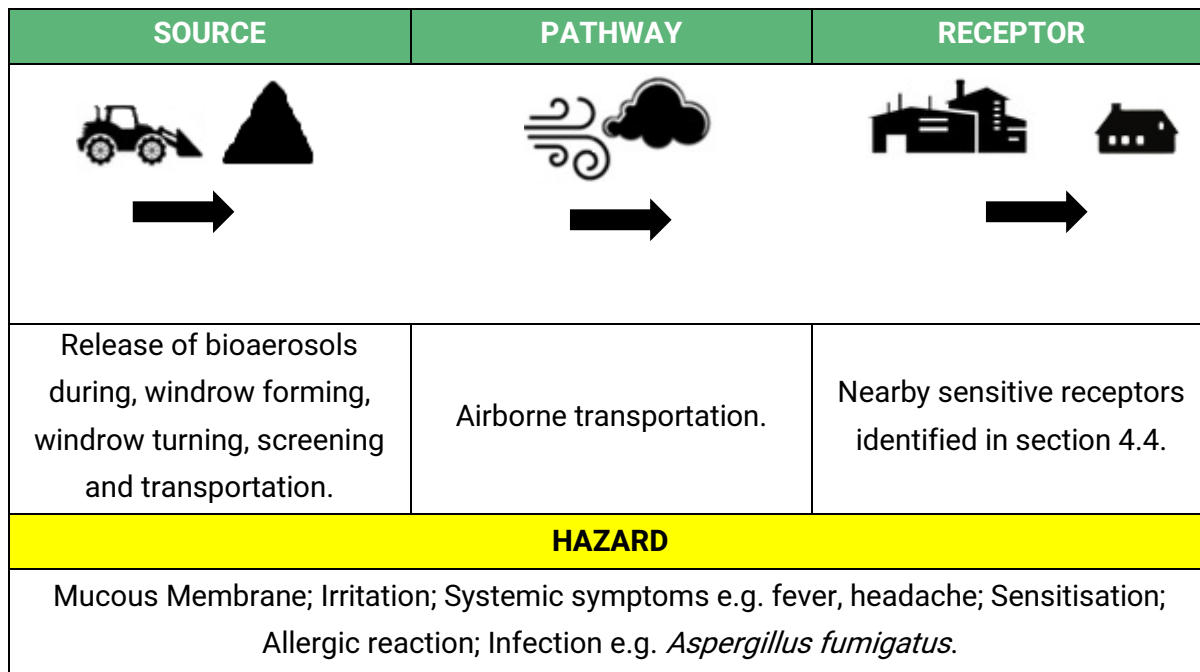 SOURCE
PATHWAY
RECEPTOR
Release of bioaerosols
during, windrow forming,
windrow turning, screening
and transportation.
Airborne transportation.
Nearby sensitive receptors
identified in section 4.4.
HAZARD
Mucous Membrane; Irritation; Systemic symptoms e.g. fever, headache; Sensitisation;
Allergic reaction; Infection e.g. Aspergillus fumigatus.